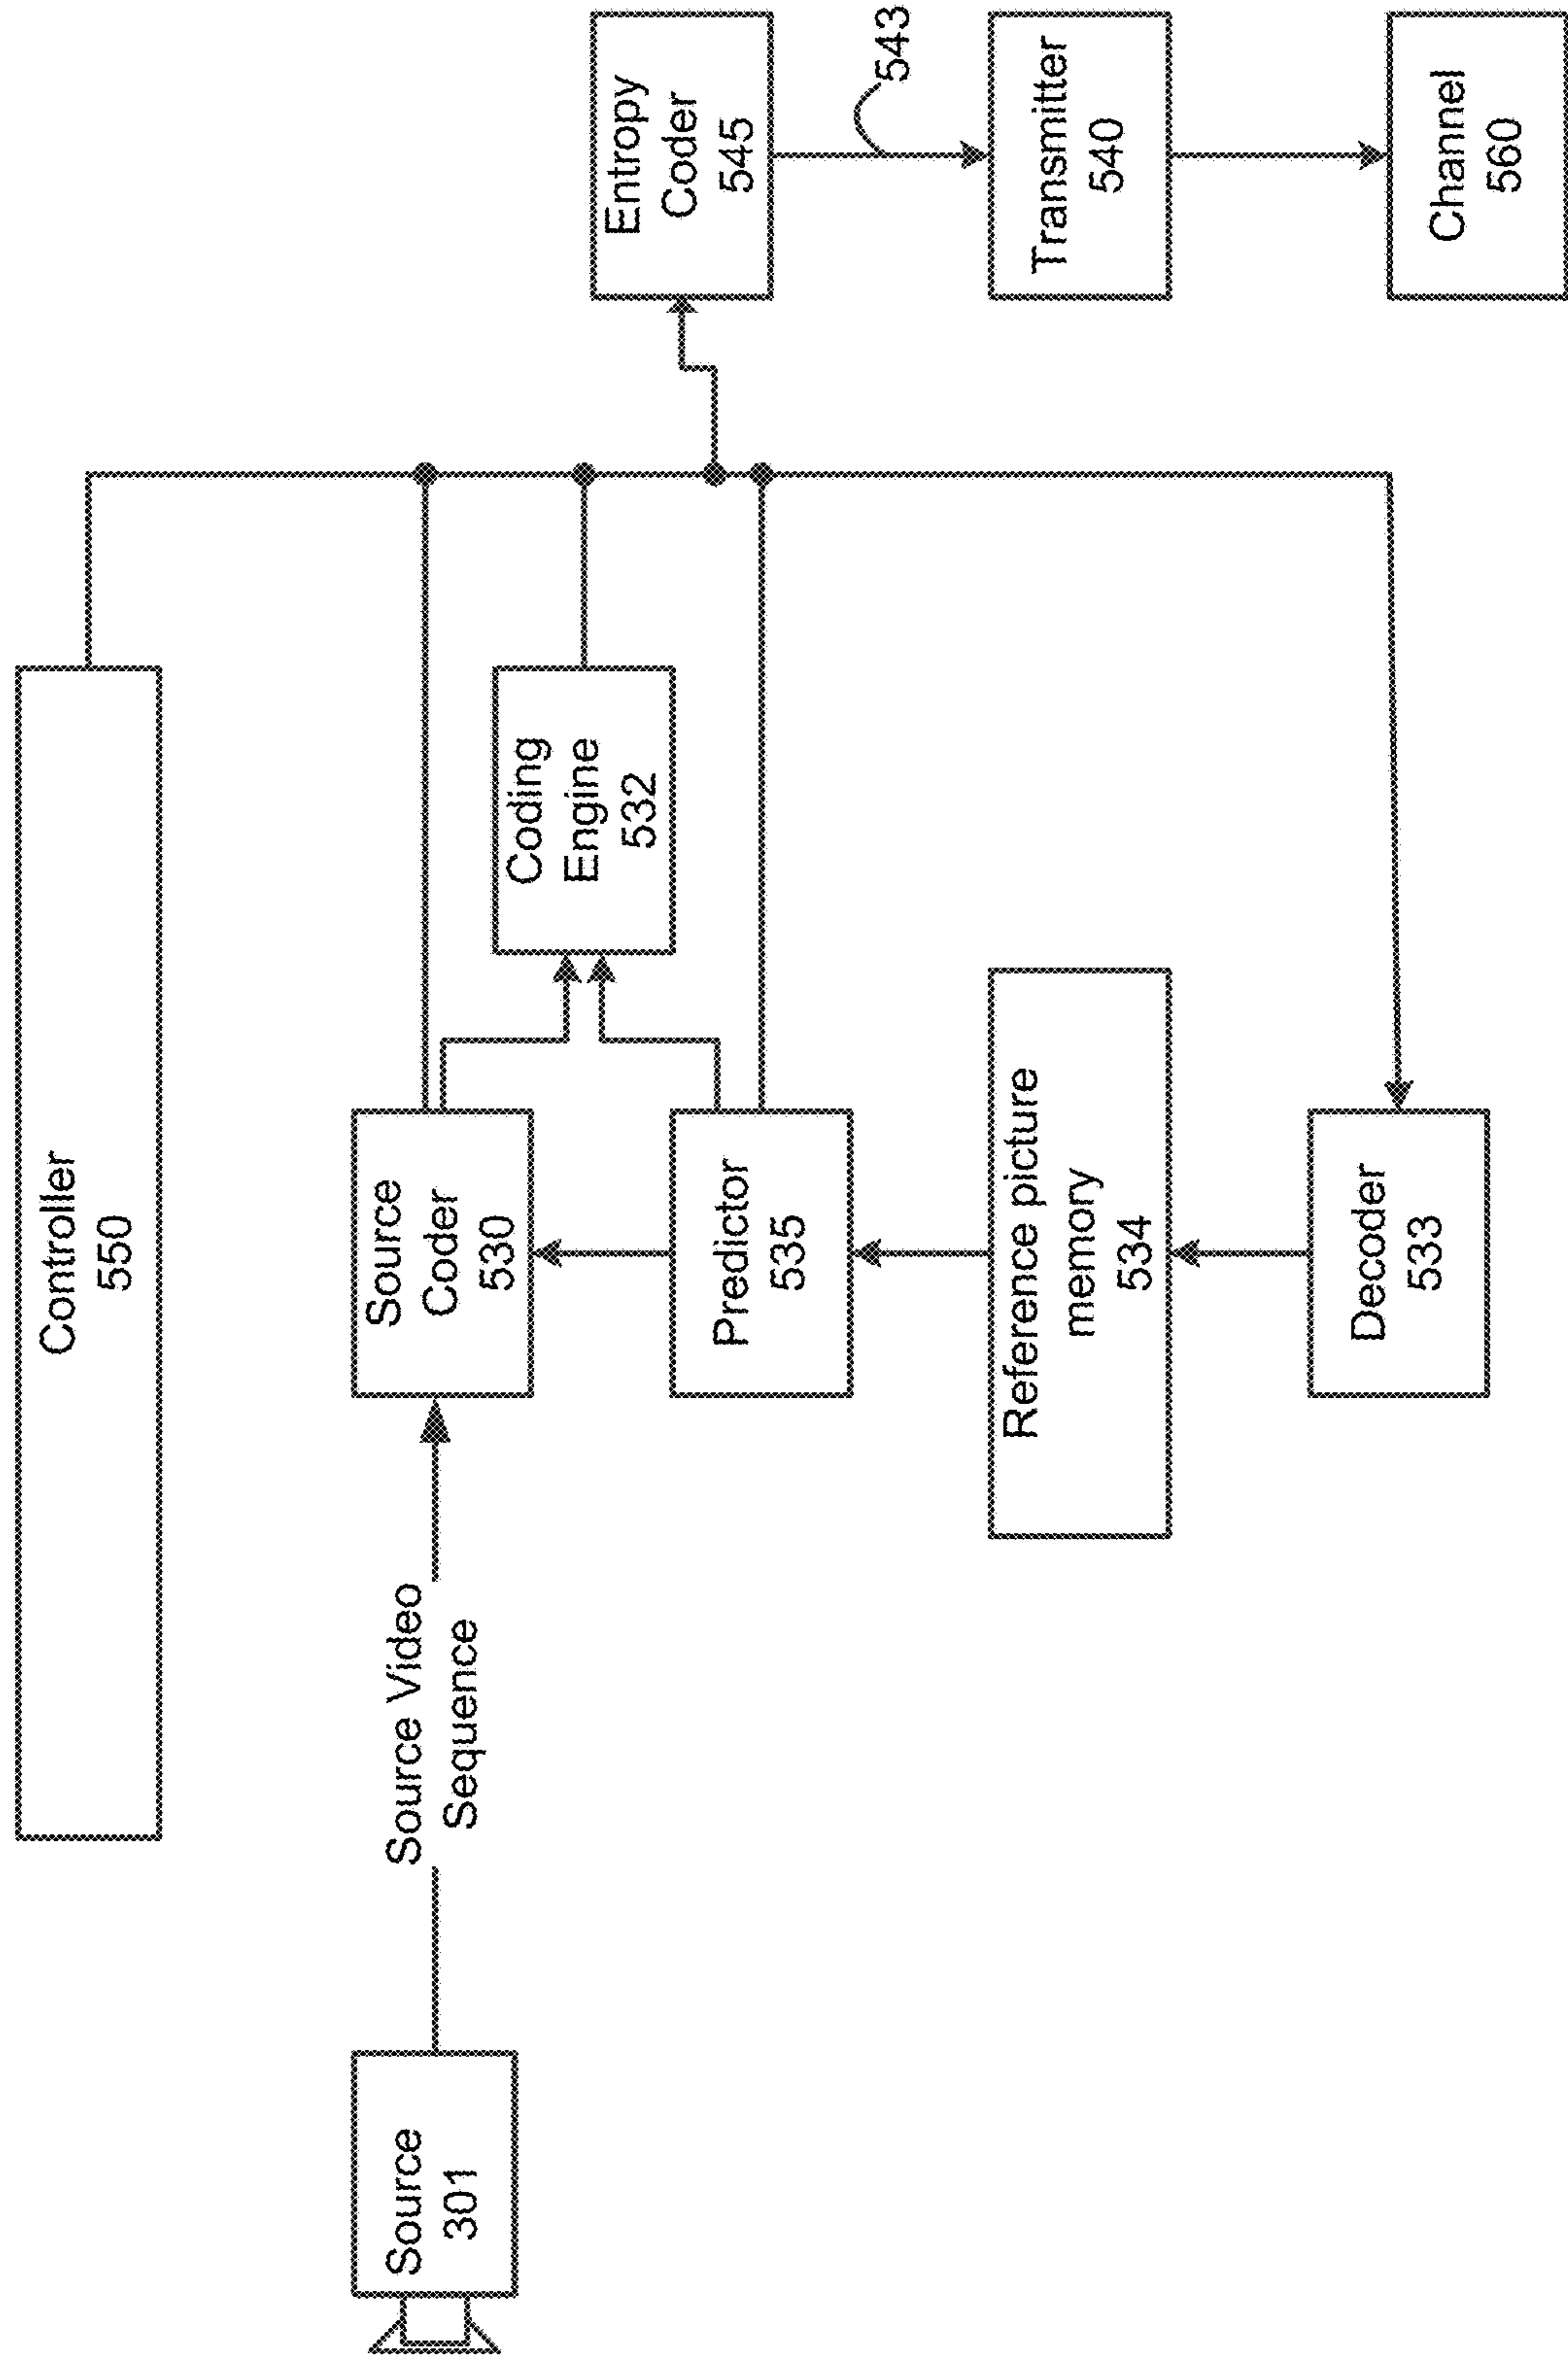 Controller
550
Source
301
Source Video
Sequence
Source
Coder
530
Coding
Engine
532
Entropy
Coder
545
543
Predictor
535
Reference picture
memory
534
Transmitter
540
Decoder
533
Channel
560